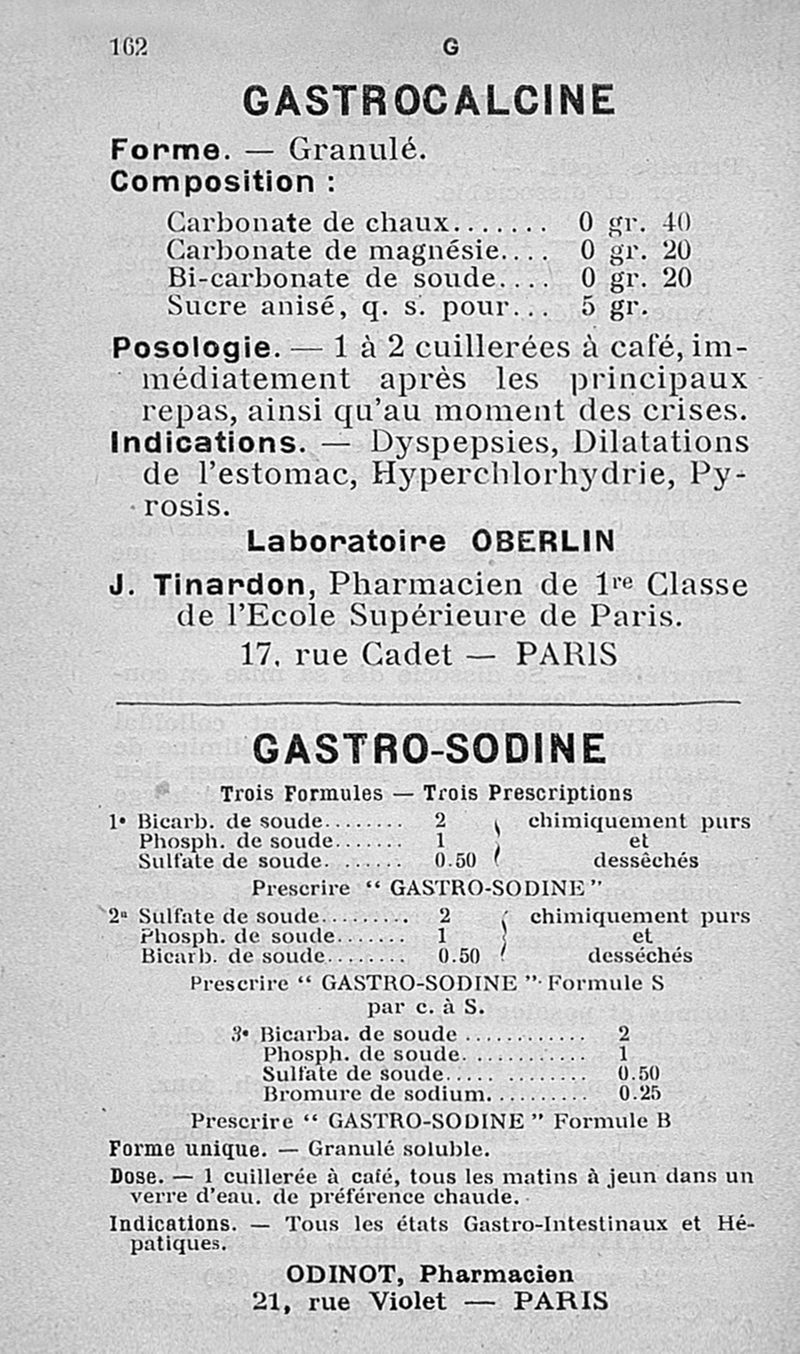 162 G
GASTROCALCINE
Forme. — Granulé.
Composition :
Carbonate de chaux....... 0 gr. 40
Carbonate de magnésie.... 0 gr. 20
Bi-carbonate de soude.... 0 gr. 20
Sucre anisé, q. s. pour... 5 gr.
Posologie. — 1 à 2 cuillerées à café, im-
médiatement après les principaux
repas, ainsi qu'au moment des crises.
Indications. — Dyspepsies, Dilatations
de l'estomac, Hyperchlorhydrie, Py-
rosis.
Laboratoire OBERLIN
J. Tinardon, Pharmacien de 1re Classe
de l'Ecole Supérieure de Paris.
17, rue Cadet — PARIS
GASTRO-SODINE
Trois Formules — Trois Prescriptions
1° Bicarb. de soude........ 2 chimiquement purs
Phosph. de soude....... 1 et
Sulfate de soude. ....... 0.50 dessêchés
Prescrire “ GASTRO-SODINE ”
2° Sulfate de soude......... 2 chimiquement purs
Phosph. de soude....... 1 et
Bicarb. de soude........ 0.50 desséchés
Prescrire “ GASTRO-SODINE ” Formule S
par c. à S.
3° Bicarba. de soude ............ 2
Phosph. de soude. ........... 1
Sulfate de soude..... ........ 0.50
Bromure de sodium.......... 0.25
Prescrire “ GASTRO-SODINE ” Formule B
Forme unique. — Granulé soluble.
Dose. — 1 cuillerée à café, tous les matins à jeun dans un
verre d'eau. de préférence chaude.
Indications. — Tous les états Gastro-Intestinaux et Hé-
patiques.
ODINOT, Pharmacien
21, rue Violet — PARIS